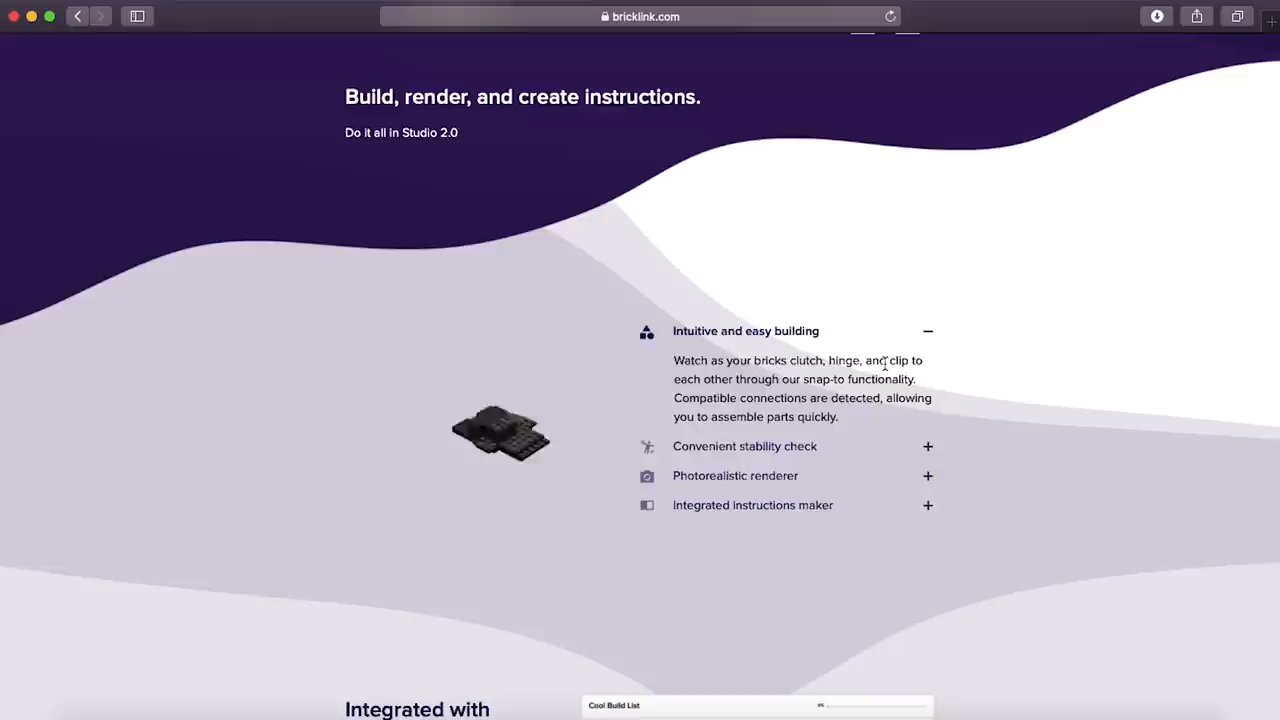 bricklink.com
Build, render, and create instructions.
Do it all in Studio 2.0
Intuitive and easy building
Watch as your bricks clutch, hinge, and clip to
each other through our snap-to functionality.
Compatible connections are detected, allowing
you to assemble parts quickly.
Convenient stability check
Photorealistic renderer
Integrated instructions maker
Integrated with
Cool Build List